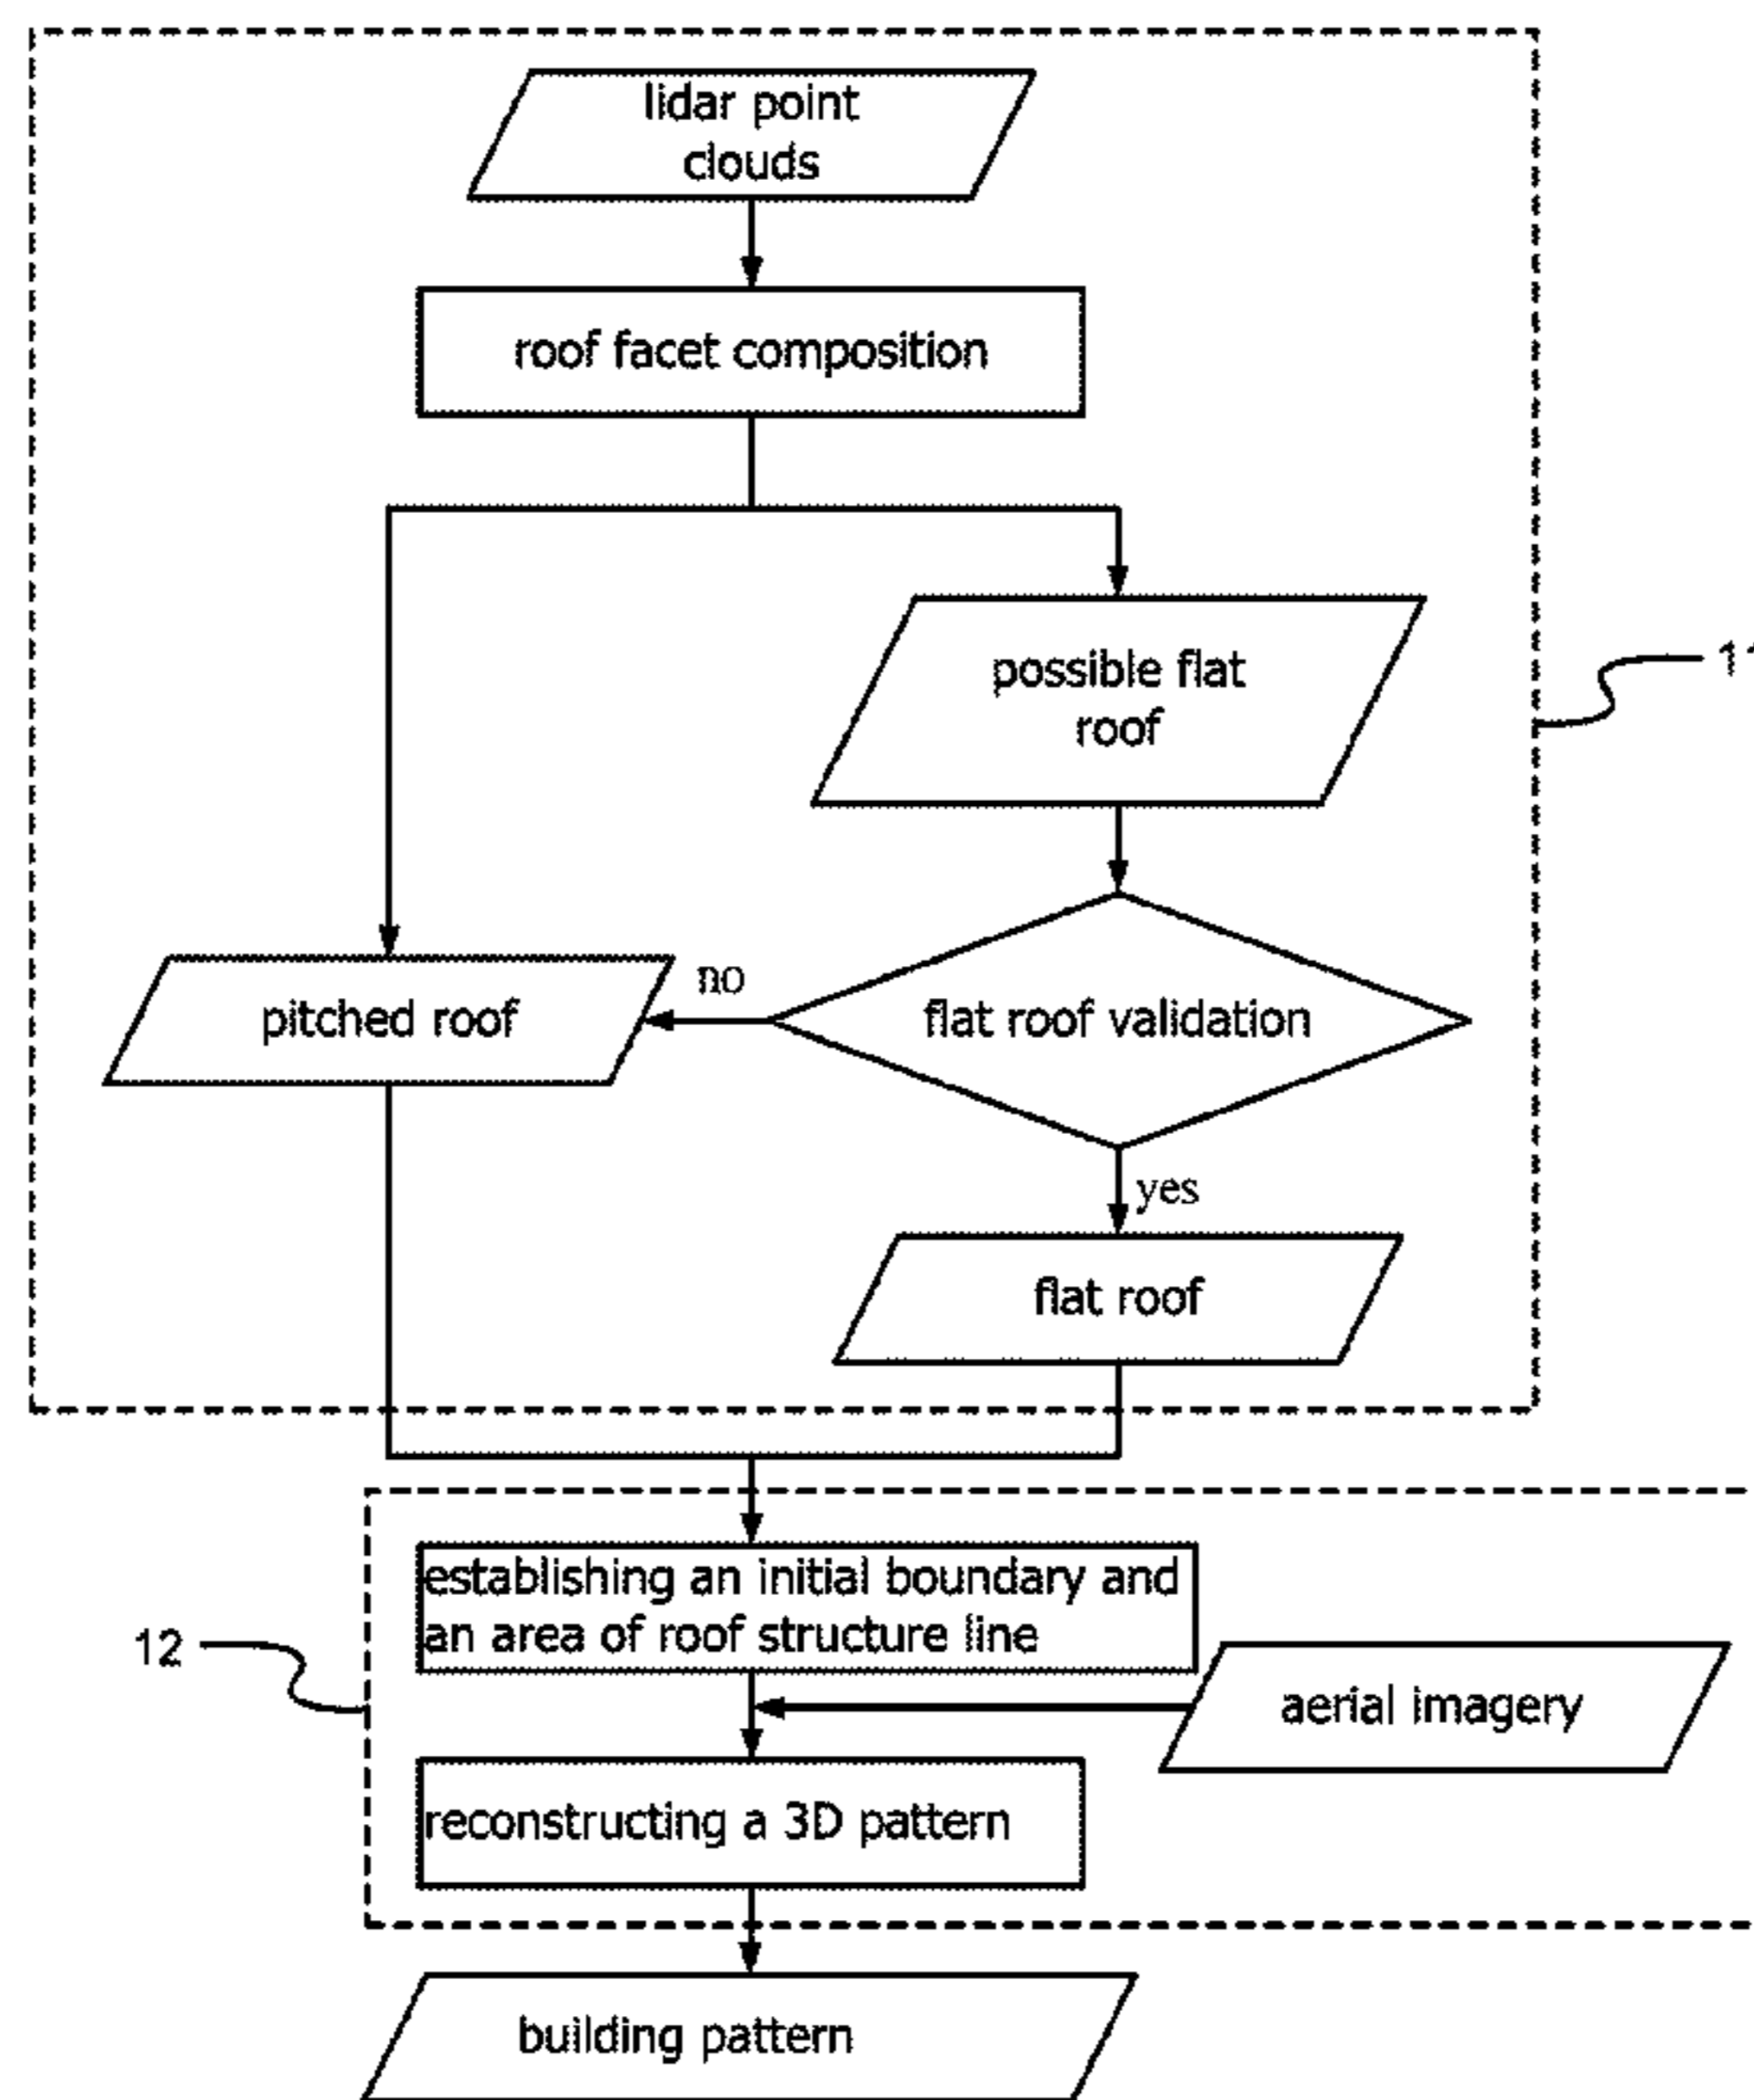 lidar point
clouds
roof facet composition
possible flat
roof
11
no
pitched roof
flat roof validation
yes
flat roof
establishing an initial boundary and
an area of roof structure line
12
aerial imagery
reconstructing a 3D pattern
building pattern